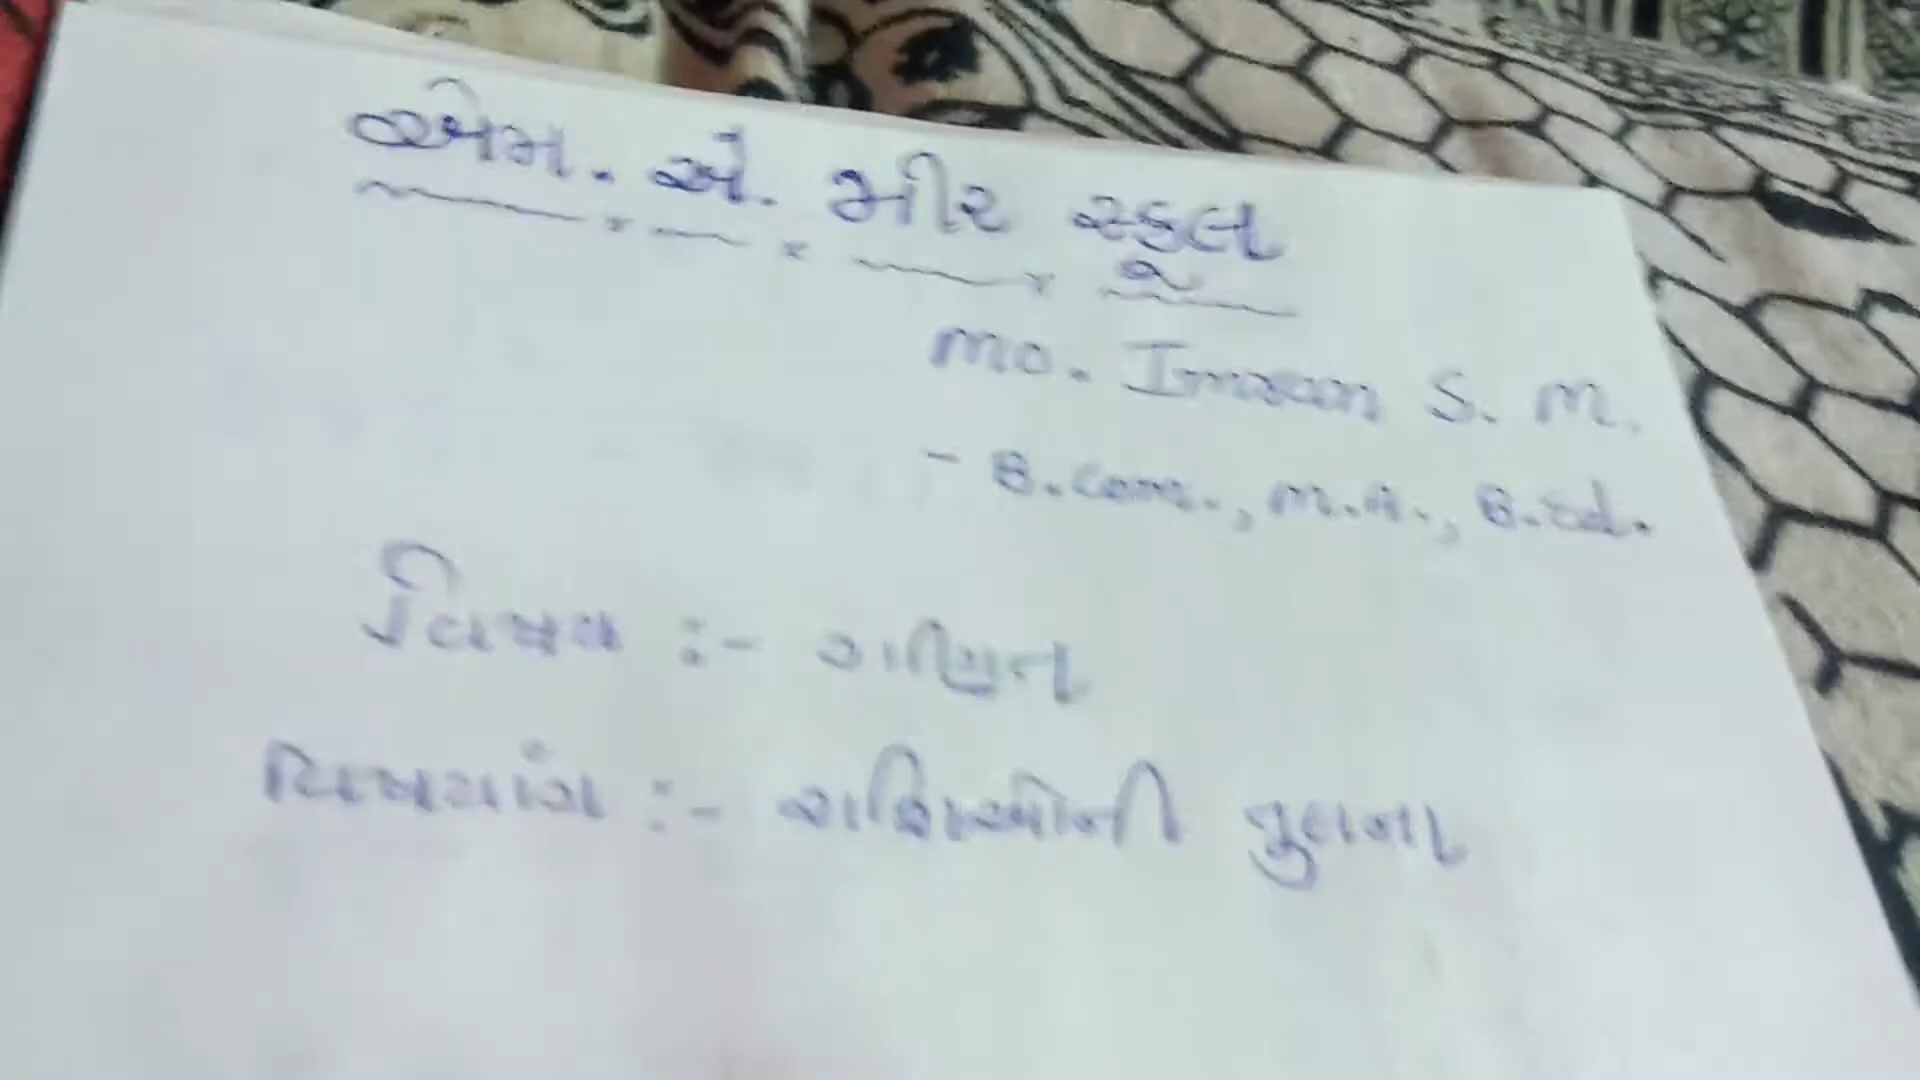 એમ. એ. મીર સ્કૂલ
Mo. Imran S. M.
- B.com., M.A., B.Ed.
વિષય :- ગણિત
વિષયાંગ :- રાશિઓની તુલના